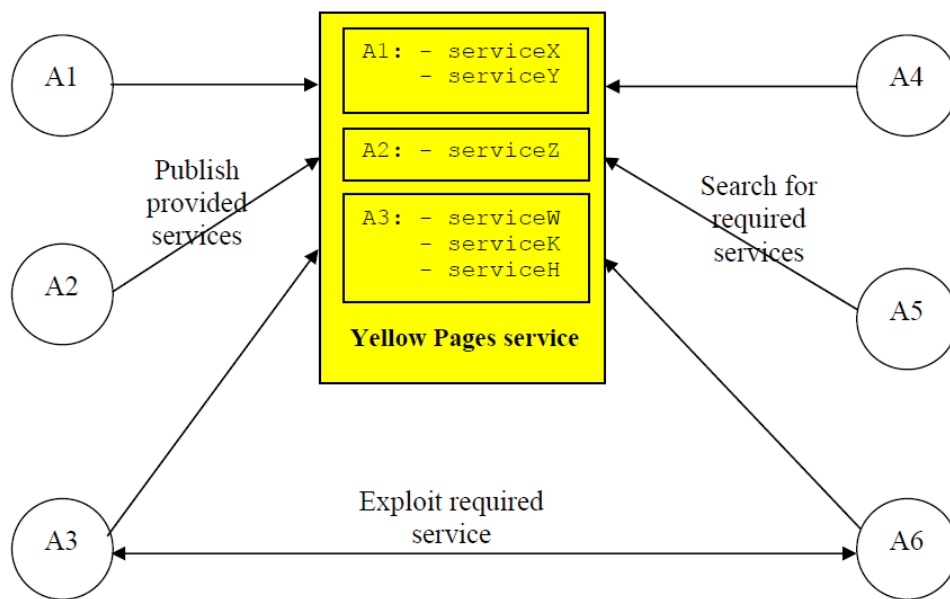 A1
A1: - serviceX
- serviceY
A4
A2: - serviceZ
Publish
provided
services
Search for
required
services
A3: - serviceW
- serviceK
- serviceH
A2
A5
Yellow Pages service
Exploit required
service
A3
A6